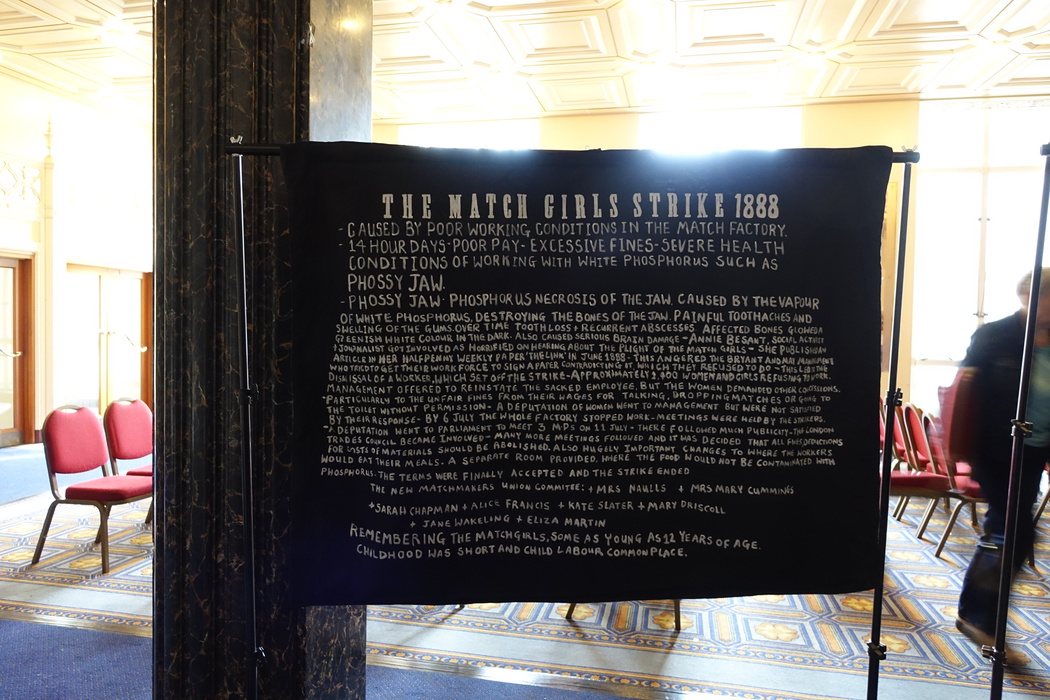 THE MATCH GIRLS STRIKE 1888
- CAUSED BY POOR WORKING CONDITIONS IN THE MATCH FACTORY.
- 14 HOUR DAYS - POOR PAY - EXCESSIVE FINES - SEVERE HEALTH
CONDITIONS OF WORKING WITH WHITE PHOSPHORUS SUCH AS
PHOSSY JAW.
- PHOSSY JAW - PHOSPHORUS NECROSIS OF THE JAW. CAUSED BY THE VAPOUR
OF WHITE PHOSPHORUS, DESTROYING THE BONES OF THE JAW. PAINFUL TOOTHACHES AND
SWELLING OF THE GUMS. OVER TIME TOOTH LOSS + RECURRENT ABSCESSES. AFFECTED BONES GLOWED A
GREENISH WHITE COLOUR IN THE DARK. ALSO CAUSED SERIOUS BRAIN DAMAGE - ANNIE BESANT, SOCIAL ACTIVIST
+ JOURNALIST GOT INVOLVED AS HORRIFIED ON HEARING ABOUT THE PLIGHT OF THE MATCH GIRLS - SHE PUBLISHED AN
ARTICLE IN HER HALFPENNY WEEKLY PAPER 'THE LINK' IN JUNE 1888 - THIS ANGERED THE BRYANT AND MAY
WHO TRIED TO GET THEIR WORK FORCE TO SIGN A PAPER CONTRADICTING IT, WHICH THEY REFUSED TO DO - THIS LED TO THE
DISMISSAL OF A WORKER, WHICH SET OFF THE STRIKE - APPROXIMATELY 1,400 WOMEN AND GIRLS REFUSING TO WORK.
MANAGEMENT OFFERED TO REINSTATE THE SACKED EMPLOYEE, BUT THE WOMEN DEMANDED OTHER CONCESSIONS.
- PARTICULARLY TO THE UNFAIR FINES FROM THEIR WAGES FOR TALKING, DROPPING MATCHES OR GOING TO
THE TOILET WITHOUT PERMISSION - A DEPUTATION OF WOMEN WENT TO MANAGEMENT BUT WERE NOT SATISFIED
BY THEIR RESPONSE - BY 6 JULY THE WHOLE FACTORY STOPPED WORK - MEETINGS WERE HELD BY THE STRIKERS.
- A DEPUTATION WENT TO PARLIAMENT TO MEET 3 MPs ON 11 JULY - THERE FOLLOWED MUCH PUBLICITY - THE LONDON
TRADES COUNCIL BECAME INVOLVED - MANY MORE MEETINGS FOLLOWED AND IT WAS DECIDED THAT ALL FINES, DEDUCTIONS
FOR COSTS OF MATERIALS SHOULD BE ABOLISHED. ALSO HUGELY IMPORTANT CHANGES TO WHERE THE WORKERS
WOULD EAT THEIR MEALS. A SEPARATE ROOM PROVIDED, WHERE THE FOOD WOULD NOT BE CONTAMINATED WITH
PHOSPHORUS. THE TERMS WERE FINALLY ACCEPTED AND THE STRIKE ENDED
THE NEW MATCHMAKERS UNION COMMITEE: + MRS NAULLS + MRS MARY CUMMINGS
+ SARAH CHAPMAN + ALICE FRANCIS + KATE SLATER + MARY DRISCOLL
+ JANE WAKELING + ELIZA MARTIN
REMEMBERING THE MATCHGIRLS, SOME AS YOUNG AS 12 YEARS OF AGE.
CHILDHOOD WAS SHORT AND CHILD LABOUR COMMON PLACE.